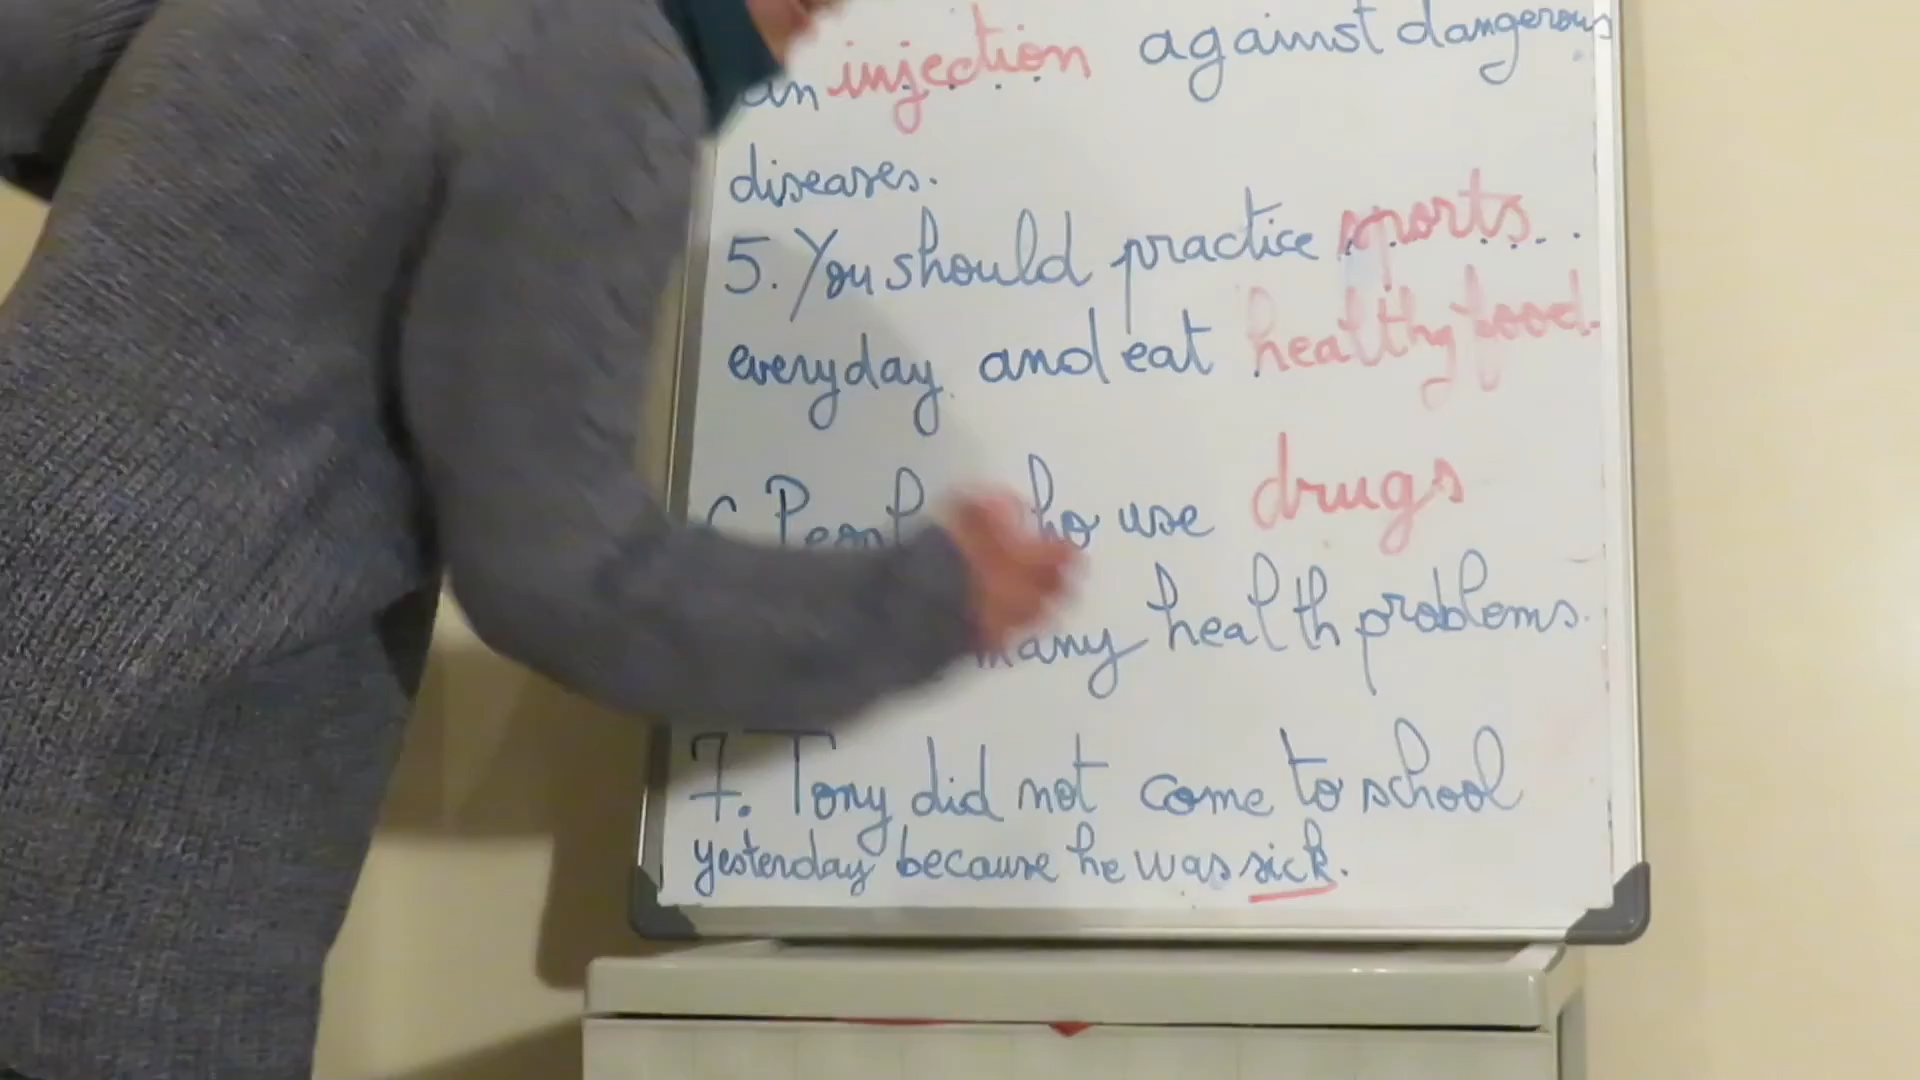 an injection against dangerous
diseases.
5. You should practice sports
everyday and eat healthy food.
use drugs
many health problems.
7. Tony did not come to school
yesterday because he was sick.